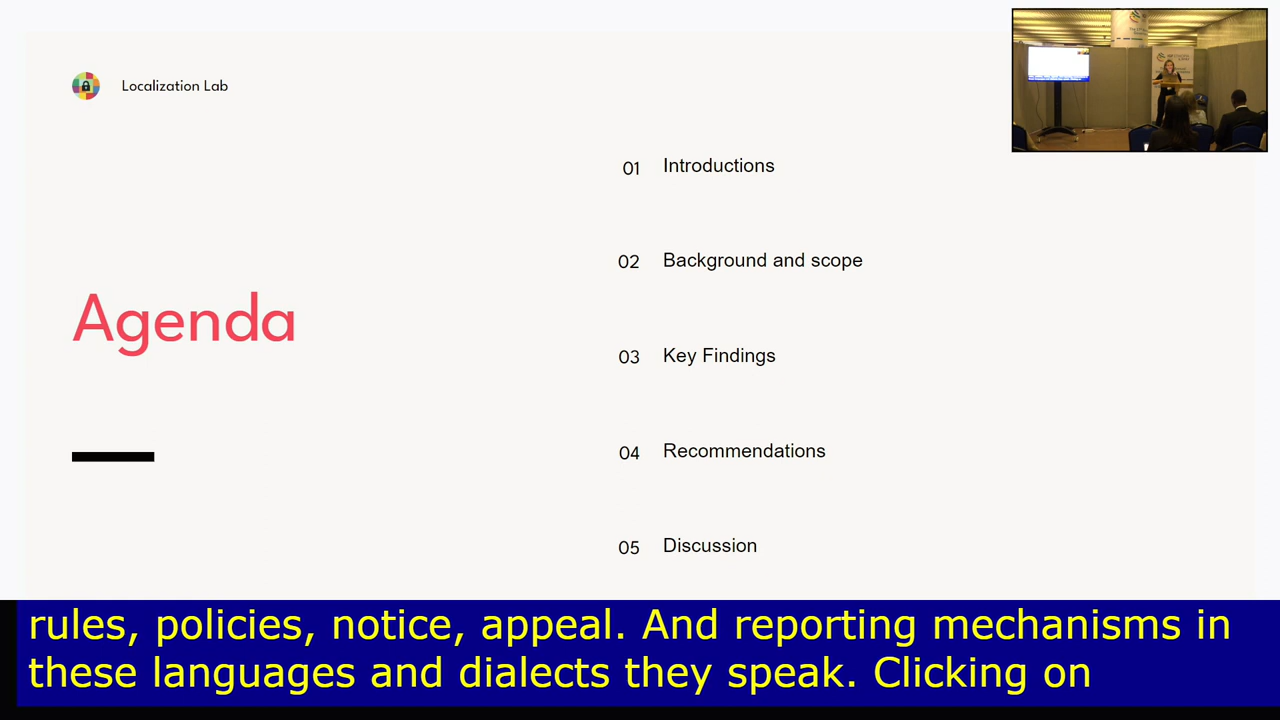 Localization Lab
Agenda
01 Introductions
02 Background and scope
03 Key Findings
04 Recommendations
05 Discussion
rules, policies, notice, appeal. And reporting mechanisms in
these languages and dialects they speak. Clicking on